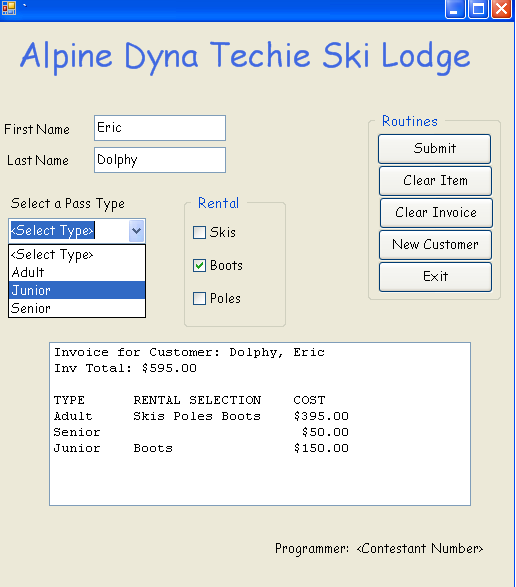 Alpine Dyna Techie Ski Lodge
First Name Eric
Last Name Dolphy
Select a Pass Type
<Select Type>
<Select Type>
Adult
Junior
Senior
Rental
Skis
Boots
Poles
Routines
Submit
Clear Item
Clear Invoice
New Customer
Exit
Invoice for Customer: Dolphy, Eric
Inv Total: $595.00
TYPE RENTAL SELECTION COST
Adult Skis Poles Boots $395.00
Senior $50.00
Junior Boots $150.00
Programmer: <Contestant Number>